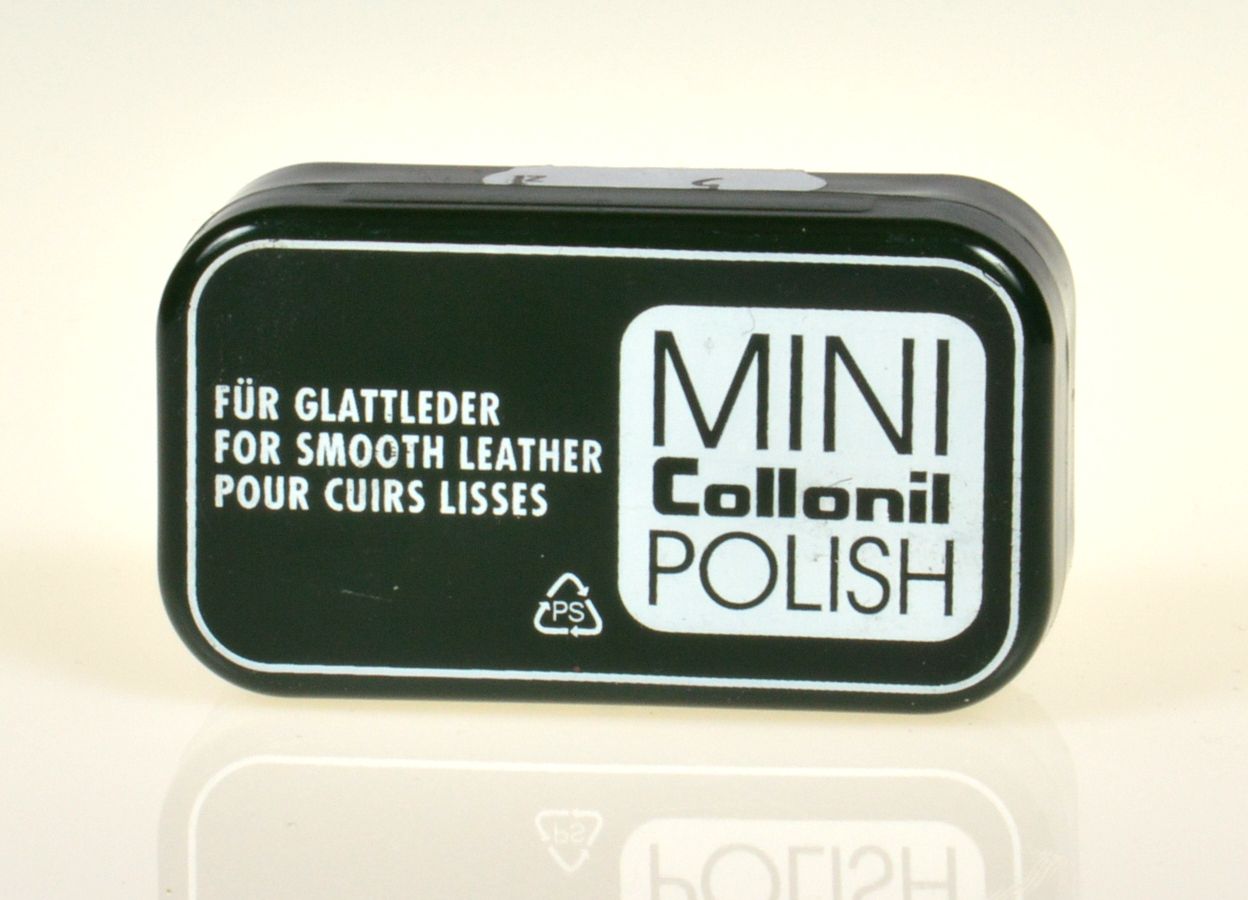 FÜR GLATTLEDER
FOR SMOOTH LEATHER
POUR CUIRS LISSES
PS
MINI
Collonil
POLISH